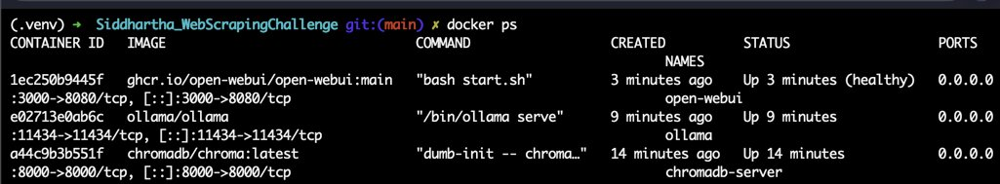 (.venv) ➜ Siddhartha_WebScrapingChallenge git:(main) ✗ docker ps
CONTAINER ID IMAGE COMMAND CREATED STATUS PORTS
NAMES
1ec250b9445f ghcr.io/open-webui/open-webui:main "bash start.sh" 3 minutes ago Up 3 minutes (healthy) 0.0.0.0
:3000->8080/tcp, [::]:3000->8080/tcp open-webui
e02713e0ab6c ollama/ollama "/bin/ollama serve" 9 minutes ago Up 9 minutes 0.0.0.0
:11434->11434/tcp, [::]:11434->11434/tcp ollama
a44c9b3b551f chromadb/chroma:latest "dumb-init -- chroma…" 14 minutes ago Up 14 minutes 0.0.0.0
:8000->8000/tcp, [::]:8000->8000/tcp chromadb-server